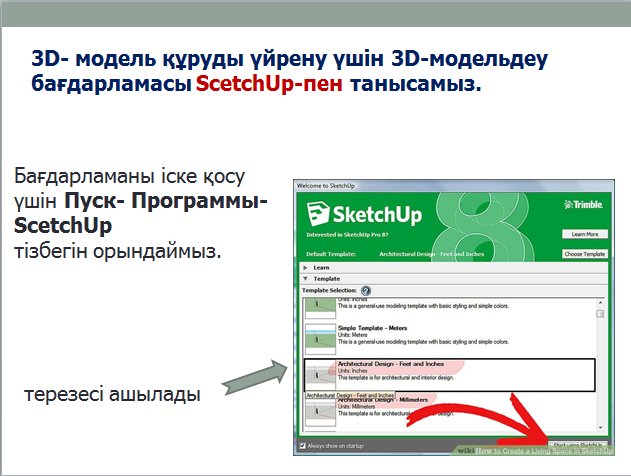 3D- модель құруды үйрену үшін 3D-модельдеу
бағдарламасы ScetchUp-пен танысамыз.
Бағдарламаны іске қосу
үшін Пуск- Программы-
ScetchUp
тізбегін орындаймыз.
терезесі ашылады
Welcome to SketchUp
SketchUp 8
Trimble
Interested in SketchUp Pro 8?
Learn More
Default Template: Architectural Design - Feet and Inches
Choose Template
Learn
Template
Template Selection:
Units: Inches
This is a general-use modeling template with basic styling and simple colors.
Simple Template - Meters
Units: Meters
This is a general-use modeling template with basic styling and simple colors.
Architectural Design - Feet and Inches
Units: Inches
This template is for architectural and interior design.
Architectural Design - Feet and Inches
Architectural Design - Millimeters
Units: Millimeters
This template is for architectural and interior design.
Always show on startup
Start using SketchUp
wikiHow to Create a Living Space in SketchUp